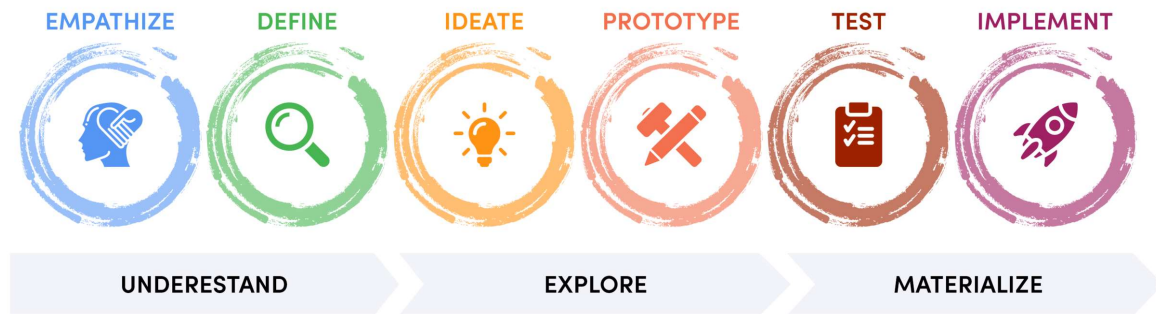 EMPATHIZE DEFINE IDEATE PROTOTYPE TEST IMPLEMENT
UNDERESTAND EXPLORE MATERIALIZE